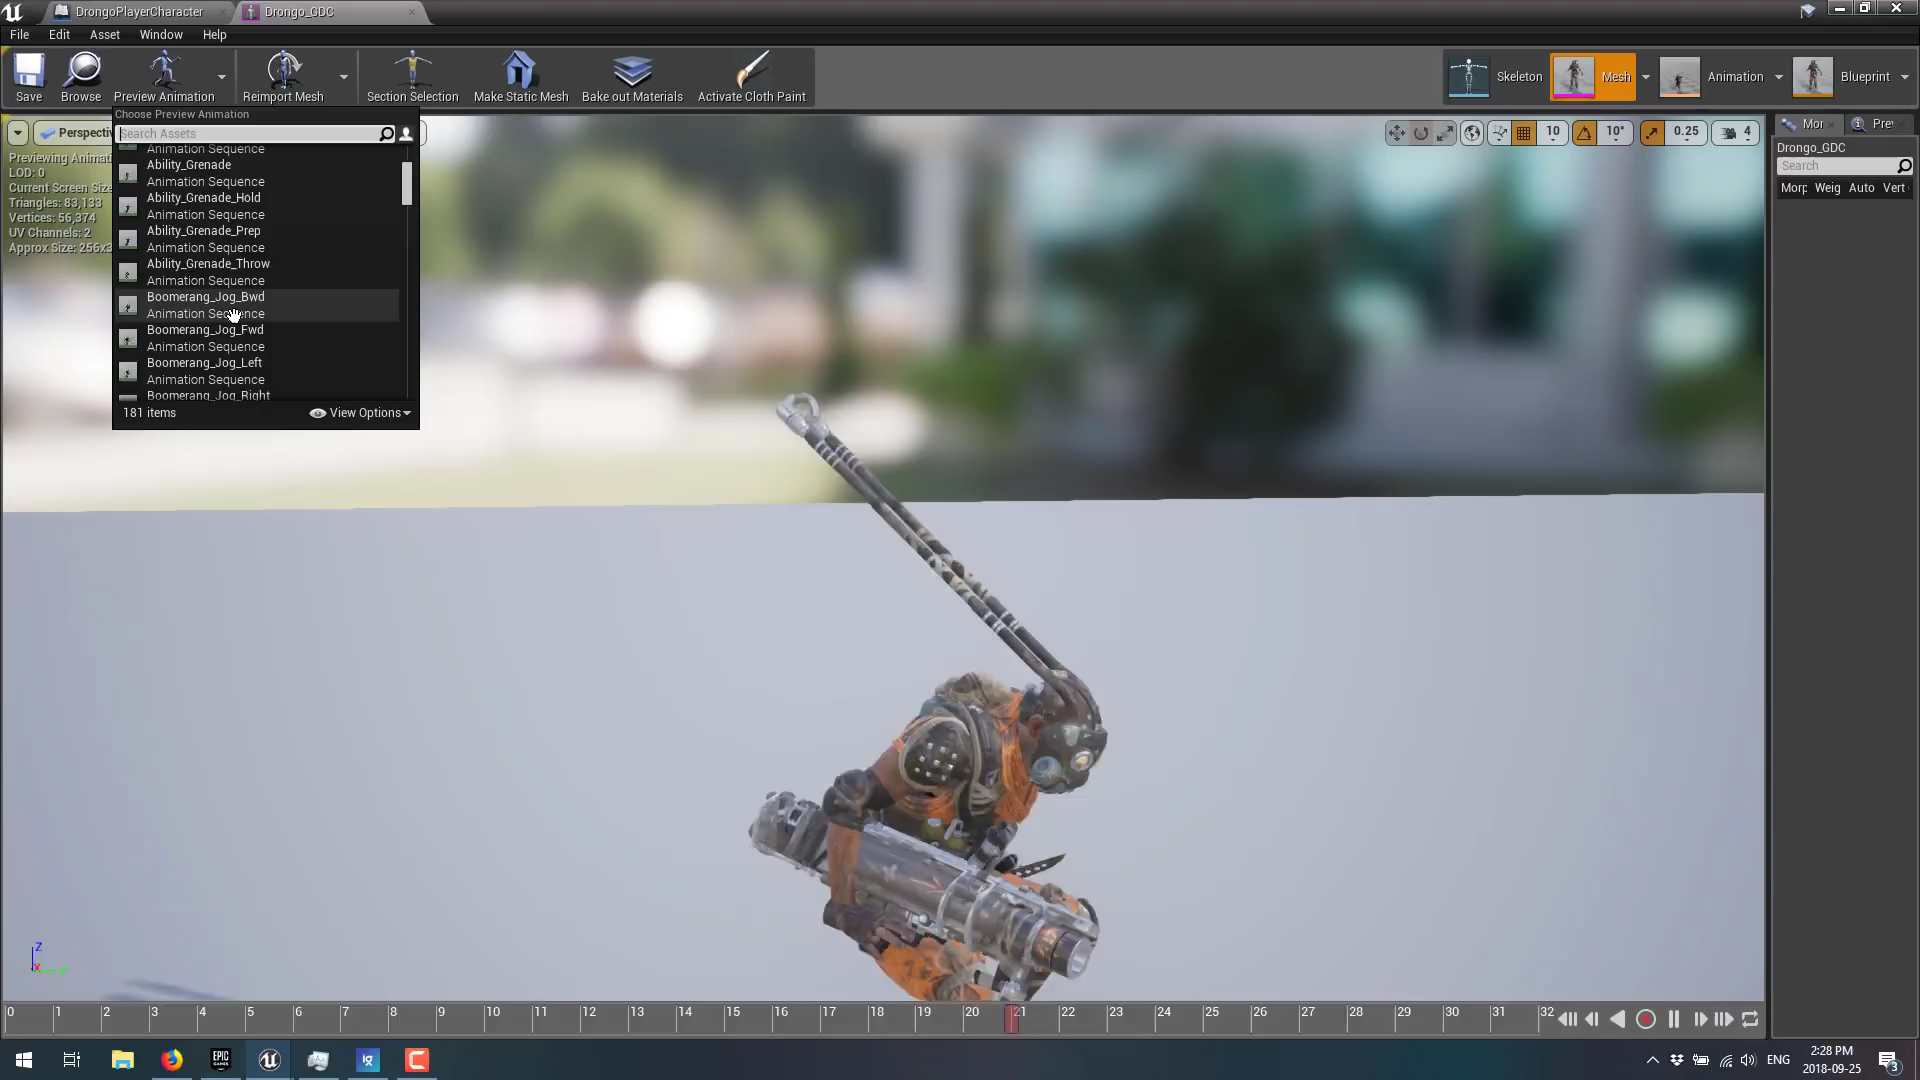 DrongoPlayerCharacter
Drongo_GDC
File
Edit
Asset
Window
Help
Save
Browse
Preview Animation
Reimport Mesh
Section Selection
Make Static Mesh
Bake out Materials
Activate Cloth Paint
Skeleton
Mesh
Animation
Blueprint
Choose Preview Animation
Search Assets
Perspectiv
10
10°
0.25
4
Mor
Pre
Previewing Animati
LOD: 0
Current Screen Size
Triangles: 83,133
Vertices: 56,374
UV Channels: 2
Approx Size: 256x3
Drongo_GDC
Search
Morp
Weig
Auto
Vert
Animation Sequence
Ability_Grenade
Animation Sequence
Ability_Grenade_Hold
Animation Sequence
Ability_Grenade_Prep
Animation Sequence
Ability_Grenade_Throw
Animation Sequence
Boomerang_Jog_Bwd
Animation Sequence
Boomerang_Jog_Fwd
Animation Sequence
Boomerang_Jog_Left
Animation Sequence
Boomerang_Jog_Right
181 items
View Options
Z
X
0 1 2 3 4 5 6 7 8 9 10 11 12 13 14 15 16 17 18 19 20 21 22 23 24 25 26 27 28 29 30 31 32
EPIC
GAMES
ig
ENG
2:28 PM
2018-09-25
3